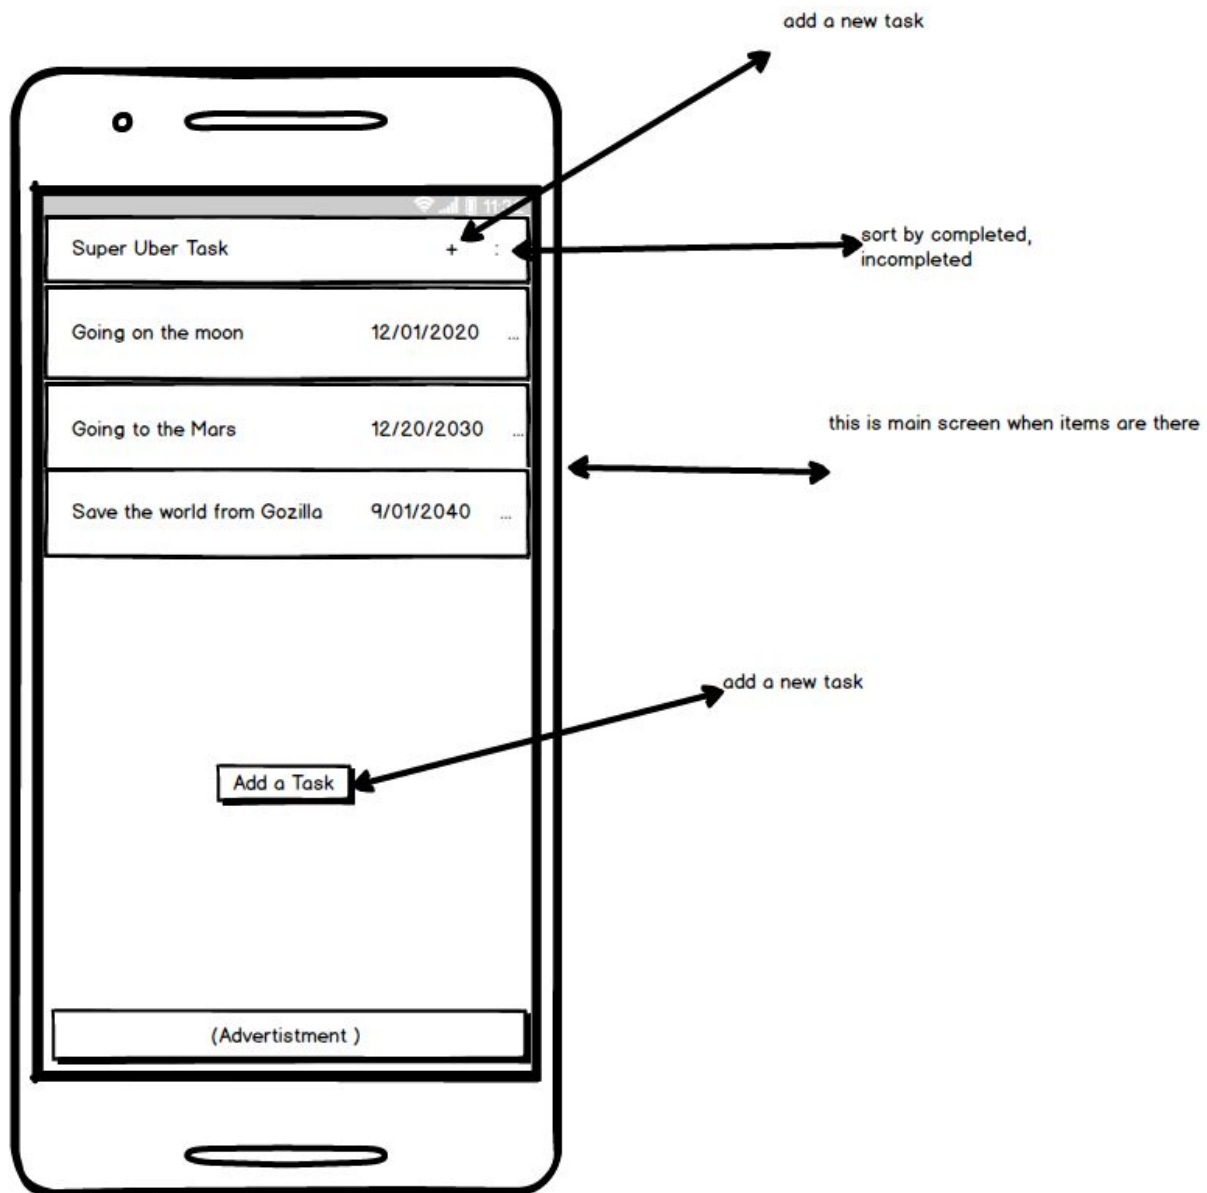 add a new task
Super Uber Task + :
sort by completed,
incompleted
Going on the moon 12/01/2020 ...
this is main screen when items are there
Going to the Mars 12/20/2030 ...
Save the world from Gozilla 9/01/2040 ...
add a new task
Add a Task
(Advertistment )